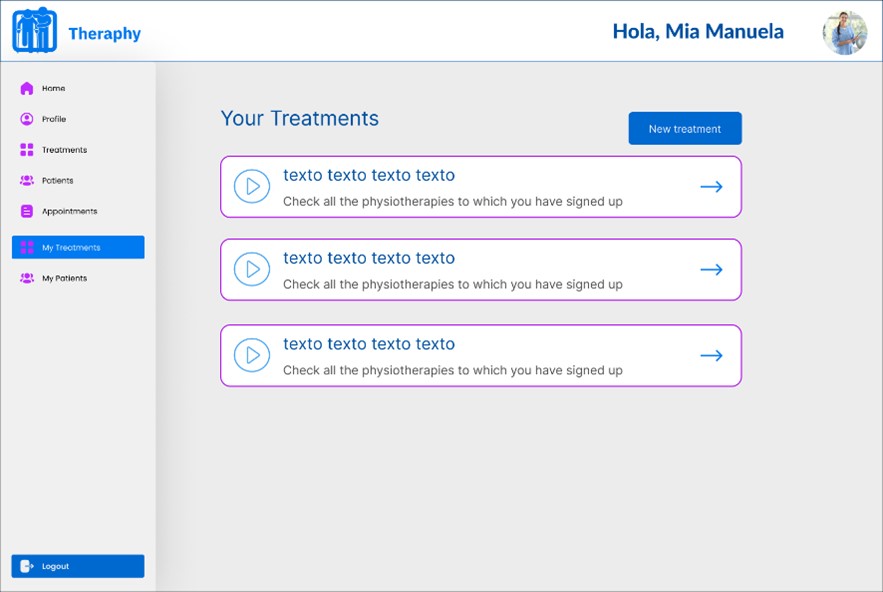 Theraphy
Hola, Mia Manuela
Home
Profile
Treatments
Patients
Appointments
My Treatments
My Patients
Logout
Your Treatments
New treatment
texto texto texto texto
Check all the physiotherapies to which you have signed up
texto texto texto texto
Check all the physiotherapies to which you have signed up
texto texto texto texto
Check all the physiotherapies to which you have signed up